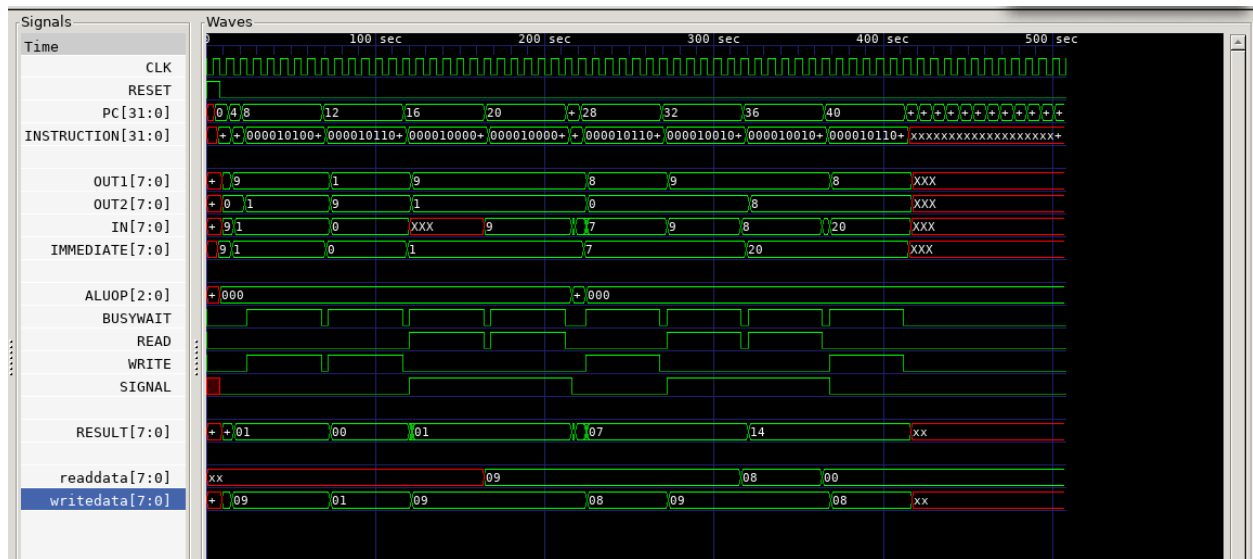 Signals Waves
Time 0 100 sec 200 sec 300 sec 400 sec 500 sec
CLK
RESET
PC[31:0] 0 4 8 12 16 20 + 28 32 36 40 + + + + + + + + + + + + +
INSTRUCTION[31:0] + + 000010100+ 000010110+ 000010000+ 000010000+ + 000010110+ 000010010+ 000010010+ 000010110+ xxxxxxxxxxxxxxxxxxx+
OUT1[7:0] + 9 1 9 8 9 8 XXX
OUT2[7:0] + 0 1 9 1 0 8 XXX
IN[7:0] + 9 1 0 XXX 9 7 9 8 20 XXX
IMMEDIATE[7:0] 9 1 0 1 7 20 XXX
ALUOP[2:0] + 000 + 000
BUSYWAIT
READ
WRITE
SIGNAL
RESULT[7:0] + + 01 00 01 07 14 xx
readdata[7:0] xx 09 08 00
writedata[7:0] + 09 01 09 08 09 08 xx